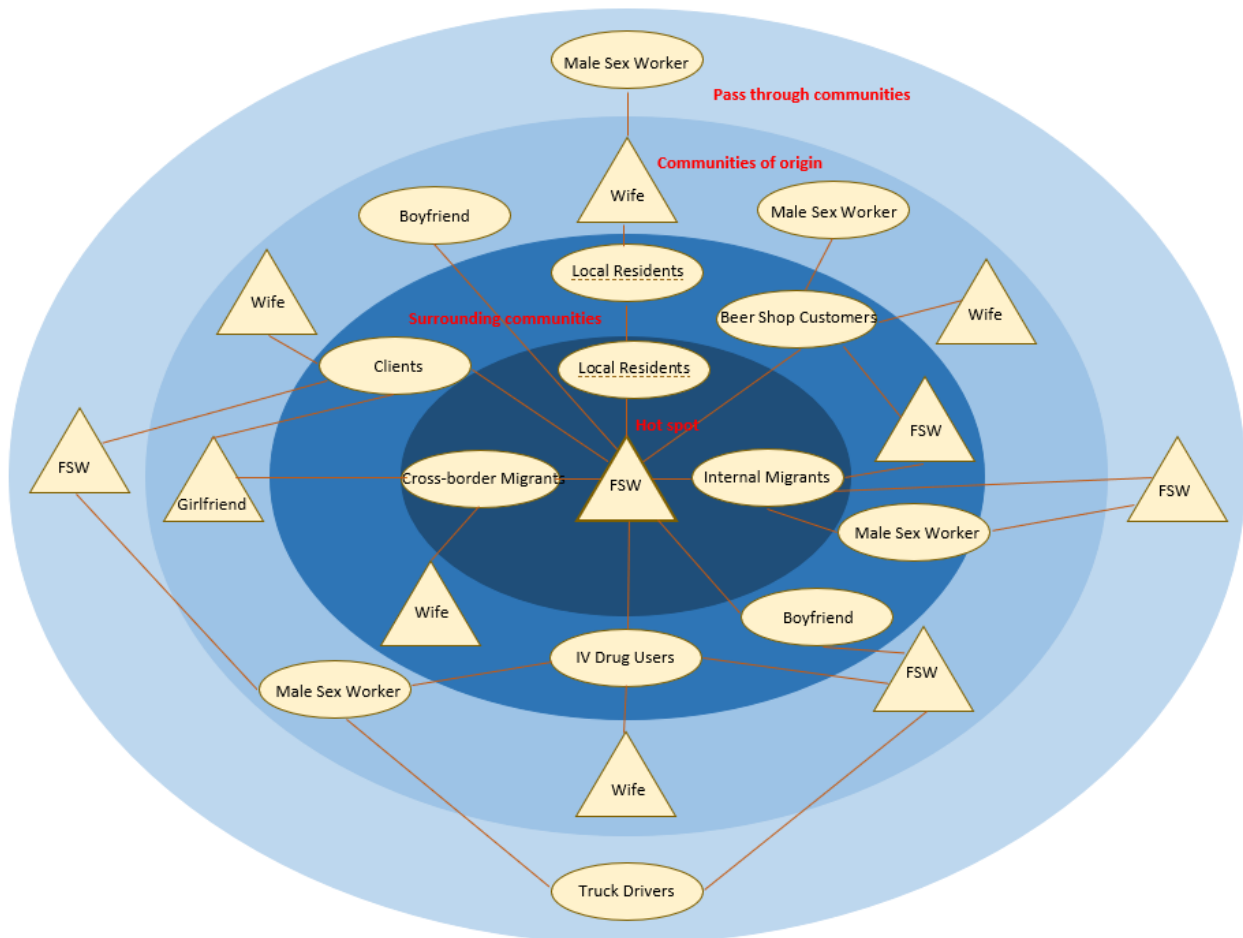 Male Sex Worker
Pass through communities
Communities of origin
Wife
Boyfriend
Male Sex Worker
Local Residents
Wife
Beer Shop Customers
Wife
Surrounding communities
Clients
Local Residents
Hot spot
FSW
FSW
Girlfriend
Cross-border Migrants
FSW
Internal Migrants
FSW
Male Sex Worker
Wife
Boyfriend
IV Drug Users
FSW
Male Sex Worker
Wife
Truck Drivers